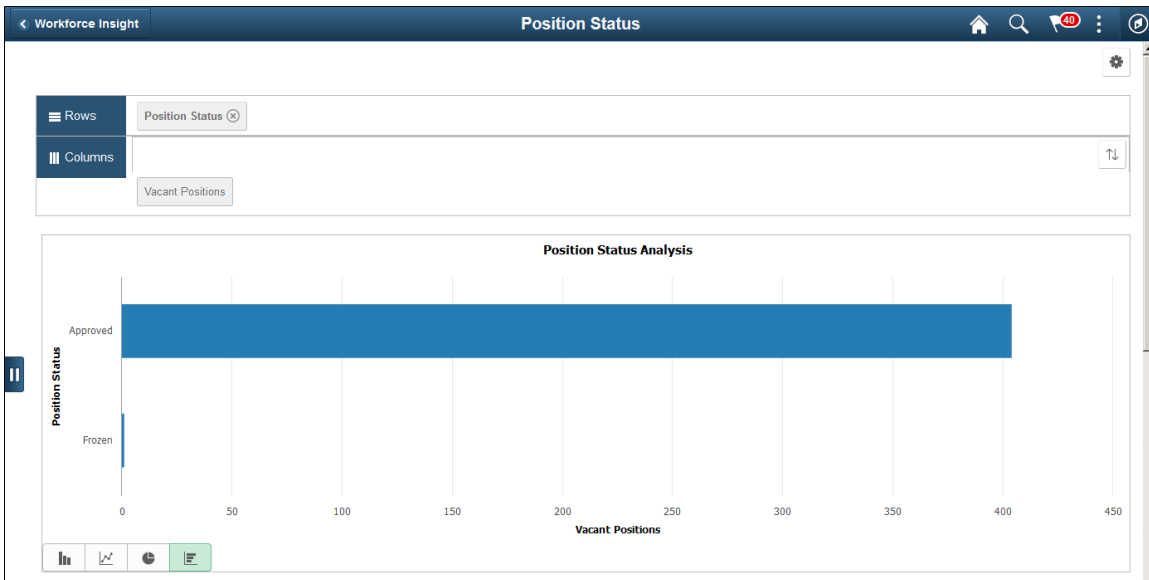 Workforce Insight
Position Status
40
Rows
Position Status
Columns
Vacant Positions
Position Status Analysis
Position Status
Approved
Frozen
0 50 100 150 200 250 300 350 400 450
Vacant Positions